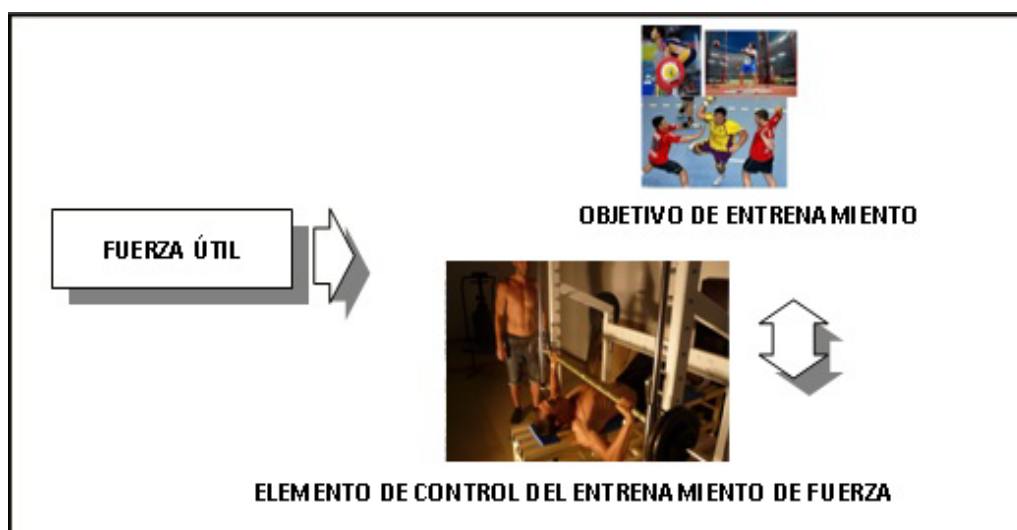 OBJETIVO DE ENTRENAMIENTO
FUERZA ÚTIL
ELEMENTO DE CONTROL DEL ENTRENAMIENTO DE FUERZA